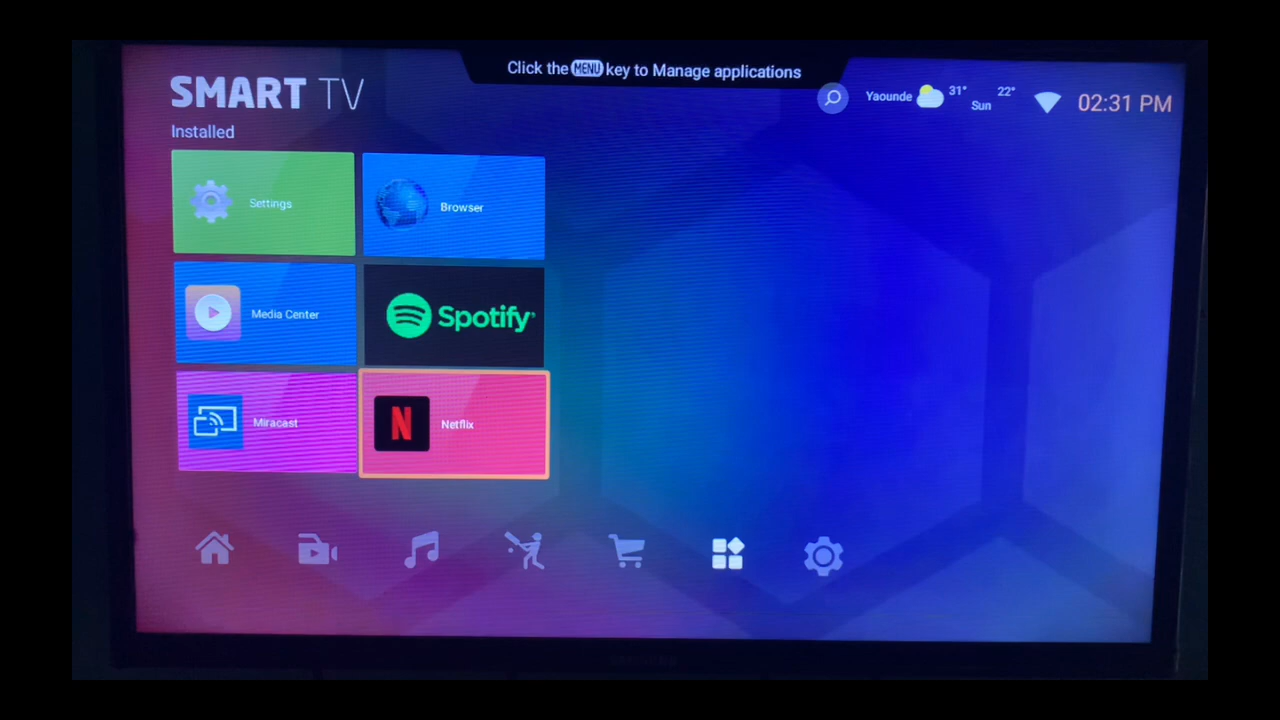 Click the MENU key to Manage applications
SMART TV
Yaounde 31° Sun 22° 02:31 PM
Installed
Settings
Browser
Media Center
Spotify®
Miracast
N Netflix